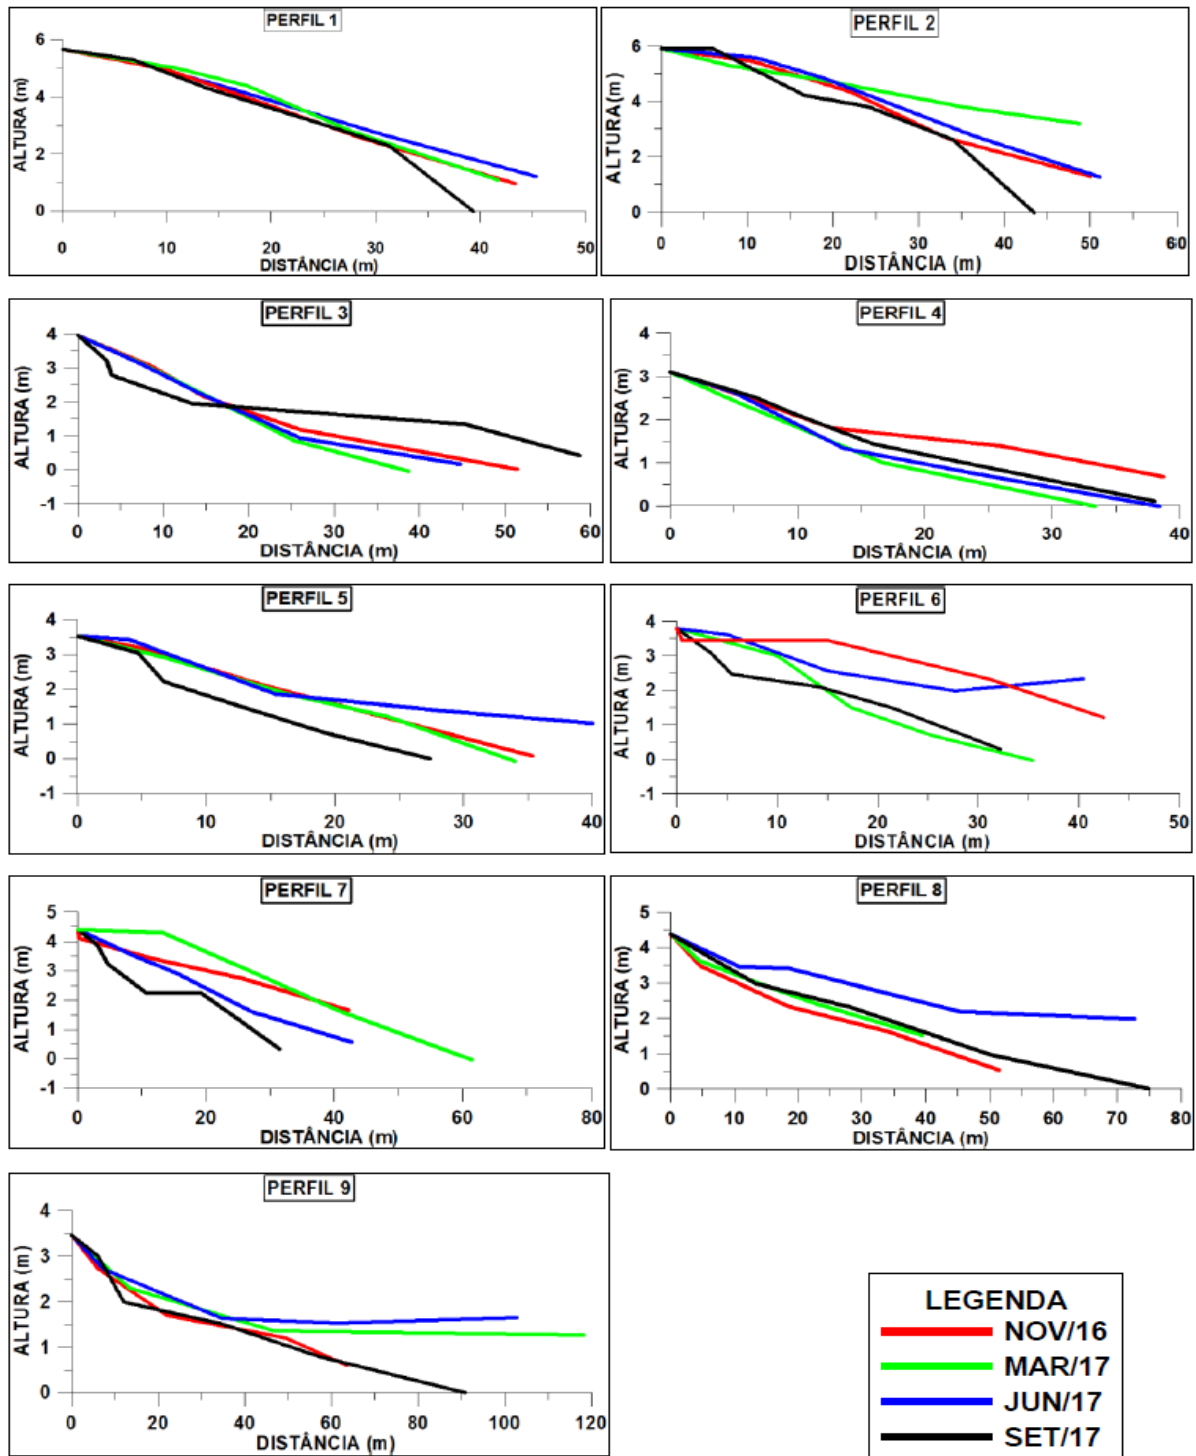 PERFIL 1
ALTURA (m)
6
4
2
0
0 10 20 30 40 50
DISTÂNCIA (m)
PERFIL 2
ALTURA (m)
6
4
2
0
0 10 20 30 40 50 60
DISTÂNCIA (m)
PERFIL 3
ALTURA (m)
4
3
2
1
0
-1
0 10 20 30 40 50 60
DISTÂNCIA (m)
PERFIL 4
ALTURA (m)
4
3
2
1
0
0 10 20 30 40
DISTÂNCIA (m)
PERFIL 5
ALTURA (m)
4
3
2
1
0
-1
0 10 20 30 40
DISTÂNCIA (m)
PERFIL 6
ALTURA (m)
4
3
2
1
0
-1
0 10 20 30 40 50
DISTÂNCIA (m)
PERFIL 7
ALTURA (m)
5
4
3
2
1
0
-1
0 20 40 60 80
DISTÂNCIA (m)
PERFIL 8
ALTURA (m)
5
4
3
2
1
0
0 10 20 30 40 50 60 70 80
DISTÂNCIA (m)
PERFIL 9
ALTURA (m)
4
3
2
1
0
0 20 40 60 80 100 120
DISTÂNCIA (m)
LEGENDA
NOV/16
MAR/17
JUN/17
SET/17